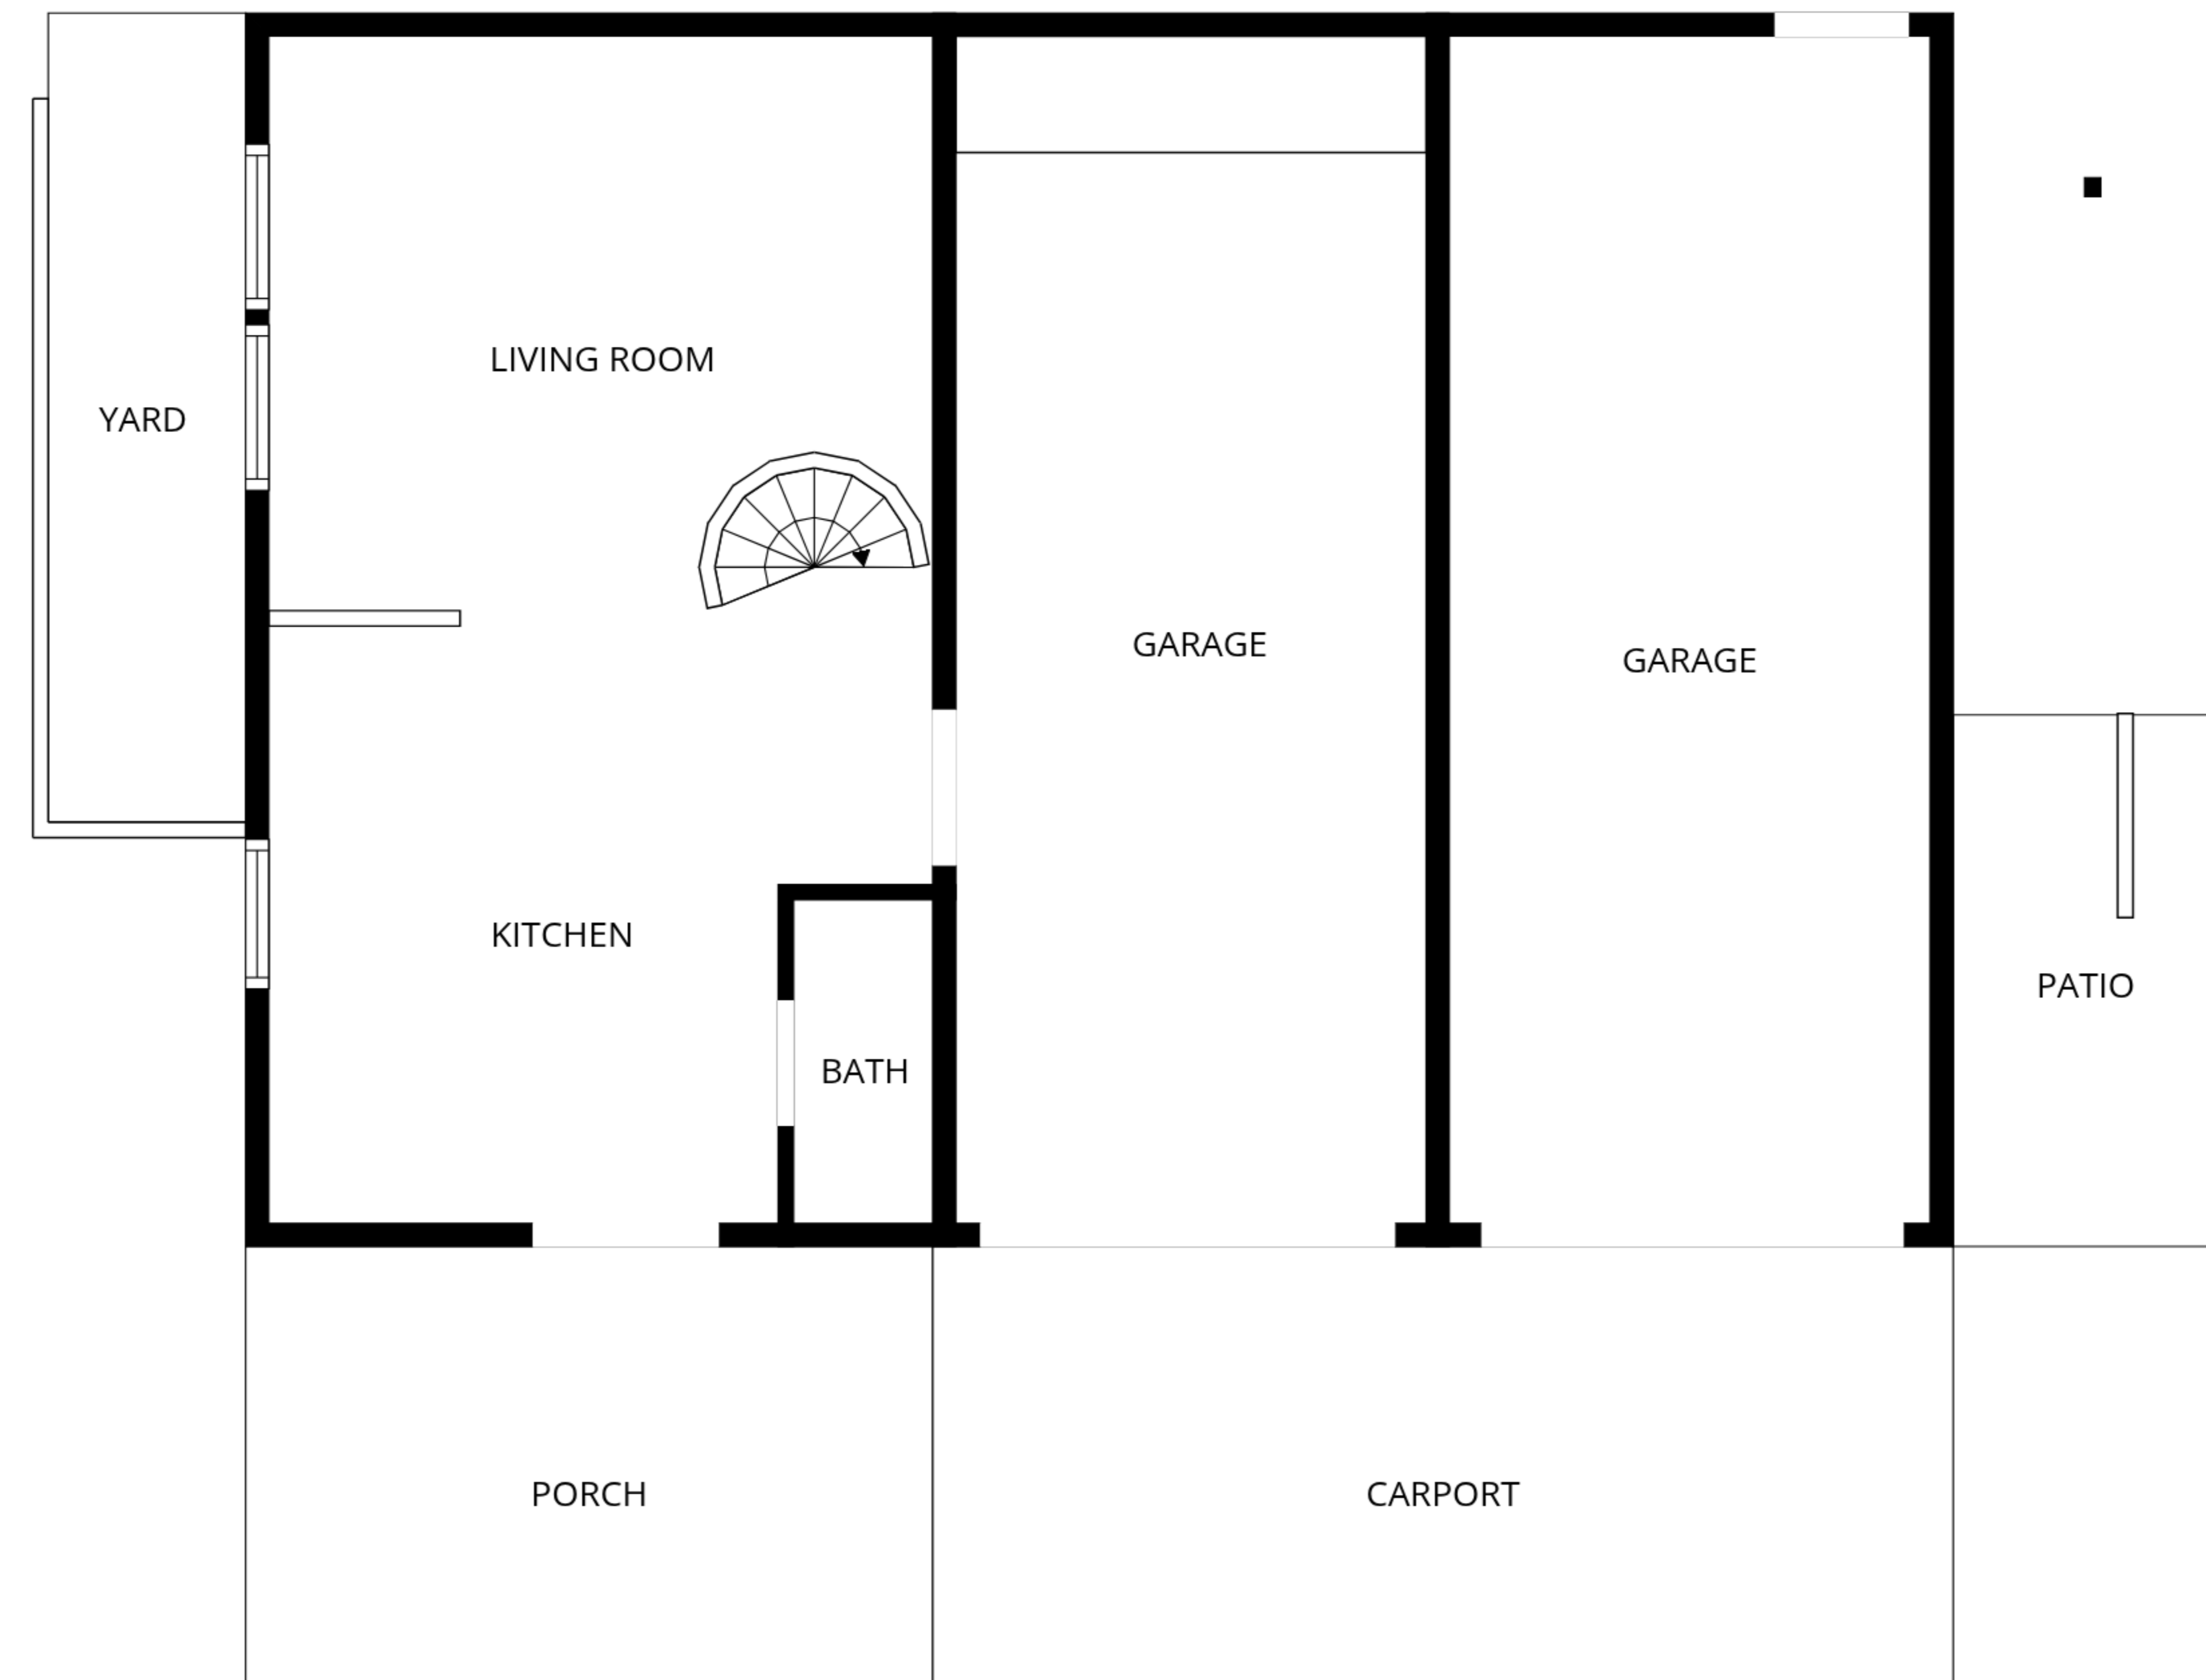 LIVING ROOM
YARD
GARAGE
GARAGE
KITCHEN
PATIO
BATH
PORCH
CARPORT